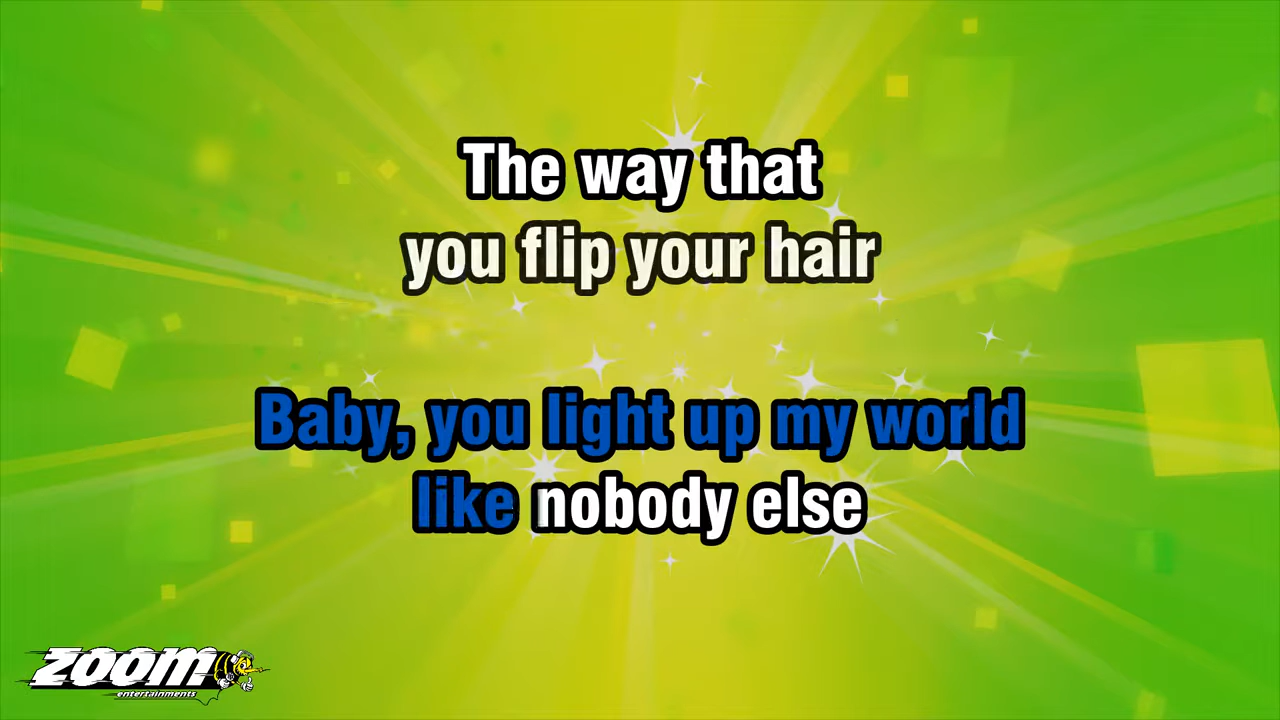 The way that
you flip your hair
Baby, you light up my world
like nobody else
ZOOM
entertainments